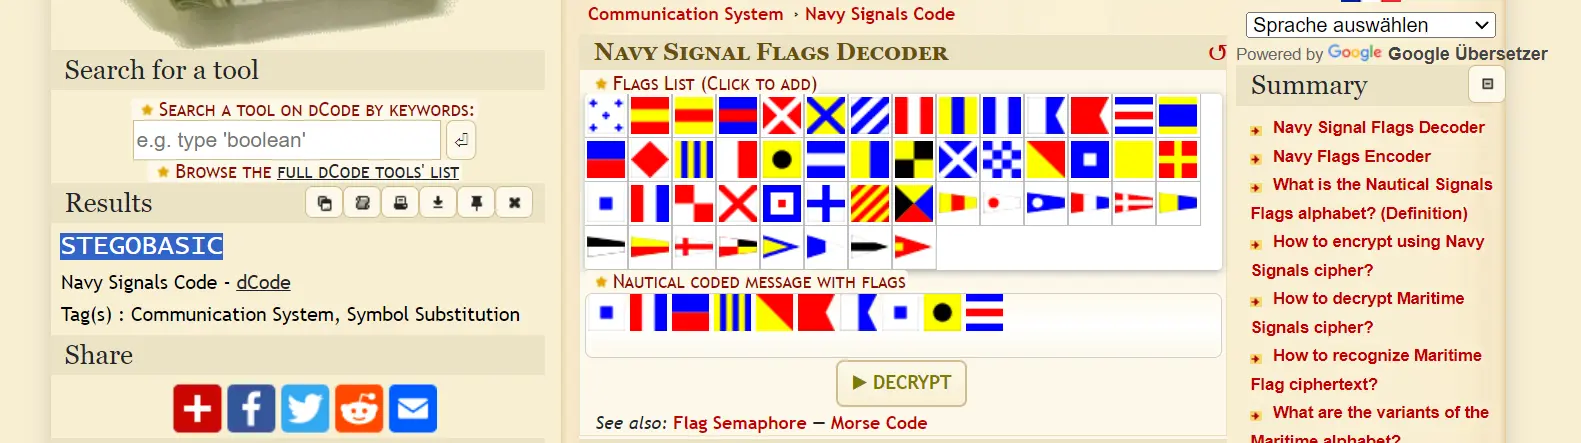 Search for a tool
★ Search a tool on dCode by keywords:
e.g. type 'boolean'
★ Browse the full dCode tools' list
Results
STEGOBASIC
Navy Signals Code - dCode
Tag(s) : Communication System, Symbol Substitution
Share
Communication System › Navy Signals Code
Navy Signal Flags Decoder
★ Flags List (Click to add)
★ Nautical coded message with flags
▶ DECRYPT
See also: Flag Semaphore — Morse Code
Sprache auswählen
Powered by Google Google Übersetzer
Summary
Navy Signal Flags Decoder
Navy Flags Encoder
What is the Nautical Signals
Flags alphabet? (Definition)
How to encrypt using Navy
Signals cipher?
How to decrypt Maritime
Signals cipher?
How to recognize Maritime
Flag ciphertext?
What are the variants of the
Maritime alphabet?